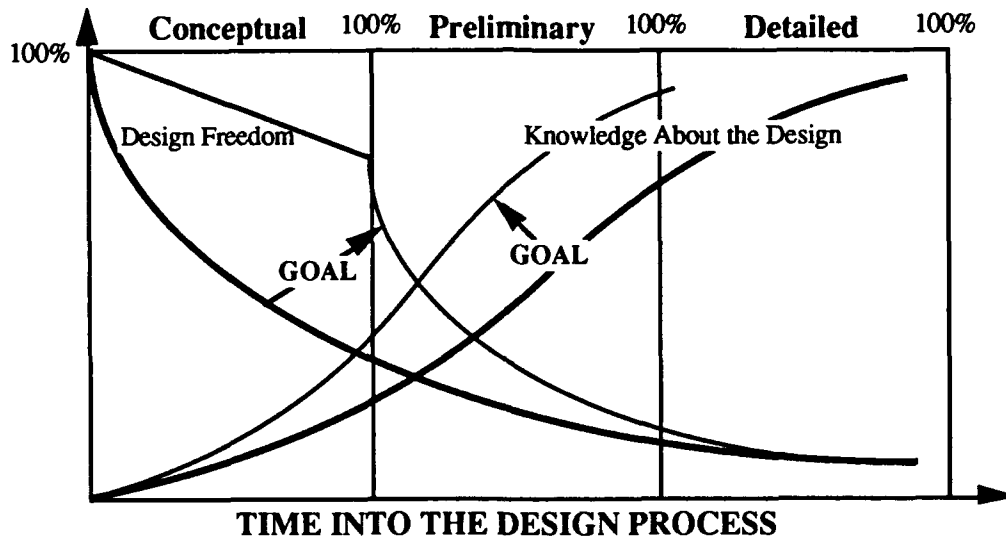 Conceptual 100% Preliminary 100% Detailed 100%
100%
Design Freedom
Knowledge About the Design
GOAL
GOAL
TIME INTO THE DESIGN PROCESS